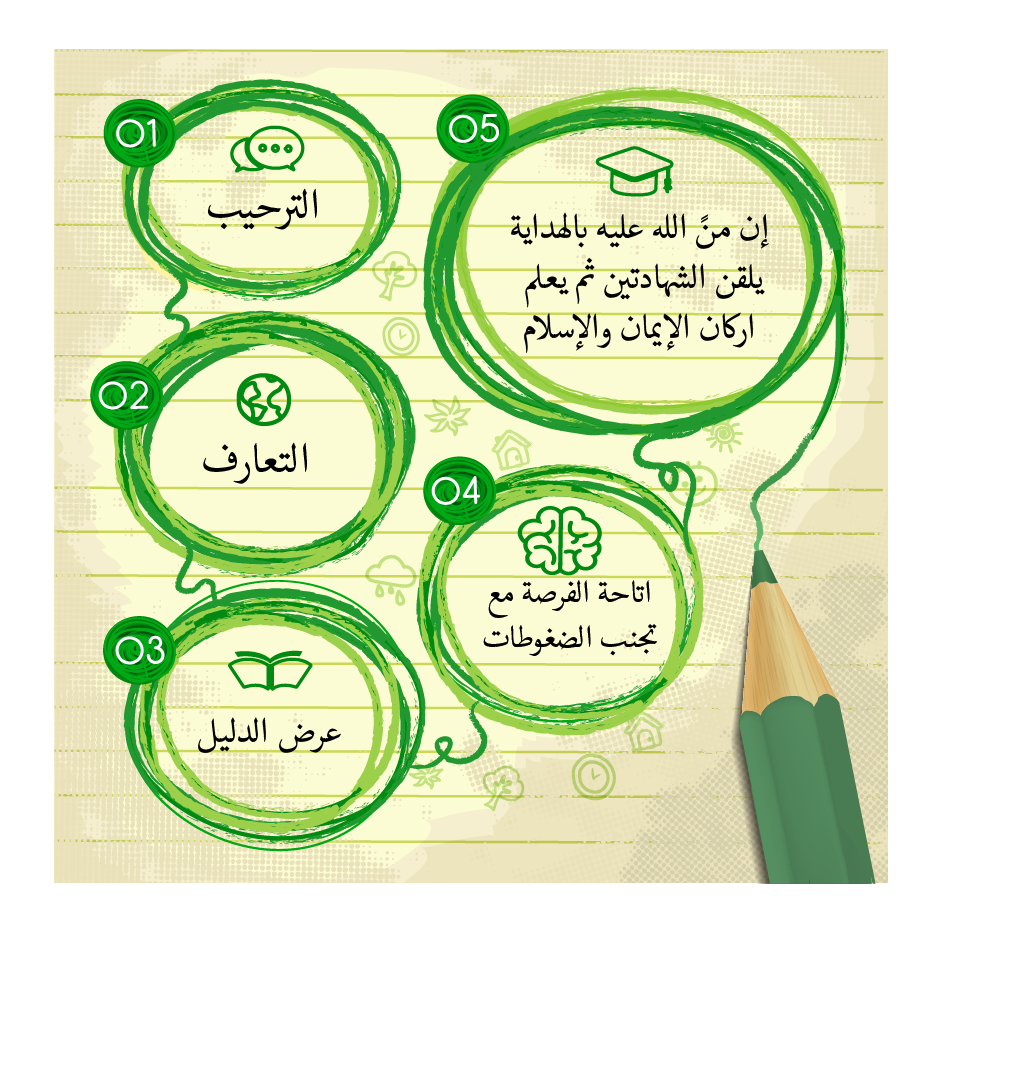 01
الترحيب
02
التعارف
03
عرض الدليل
04
اتاحة الفرصة مع
تجنب الضغوطات
05
إن منً الله عليه بالهداية
يلقن الشهادتين ثم يعلم
اركان الإيمان والإسلام